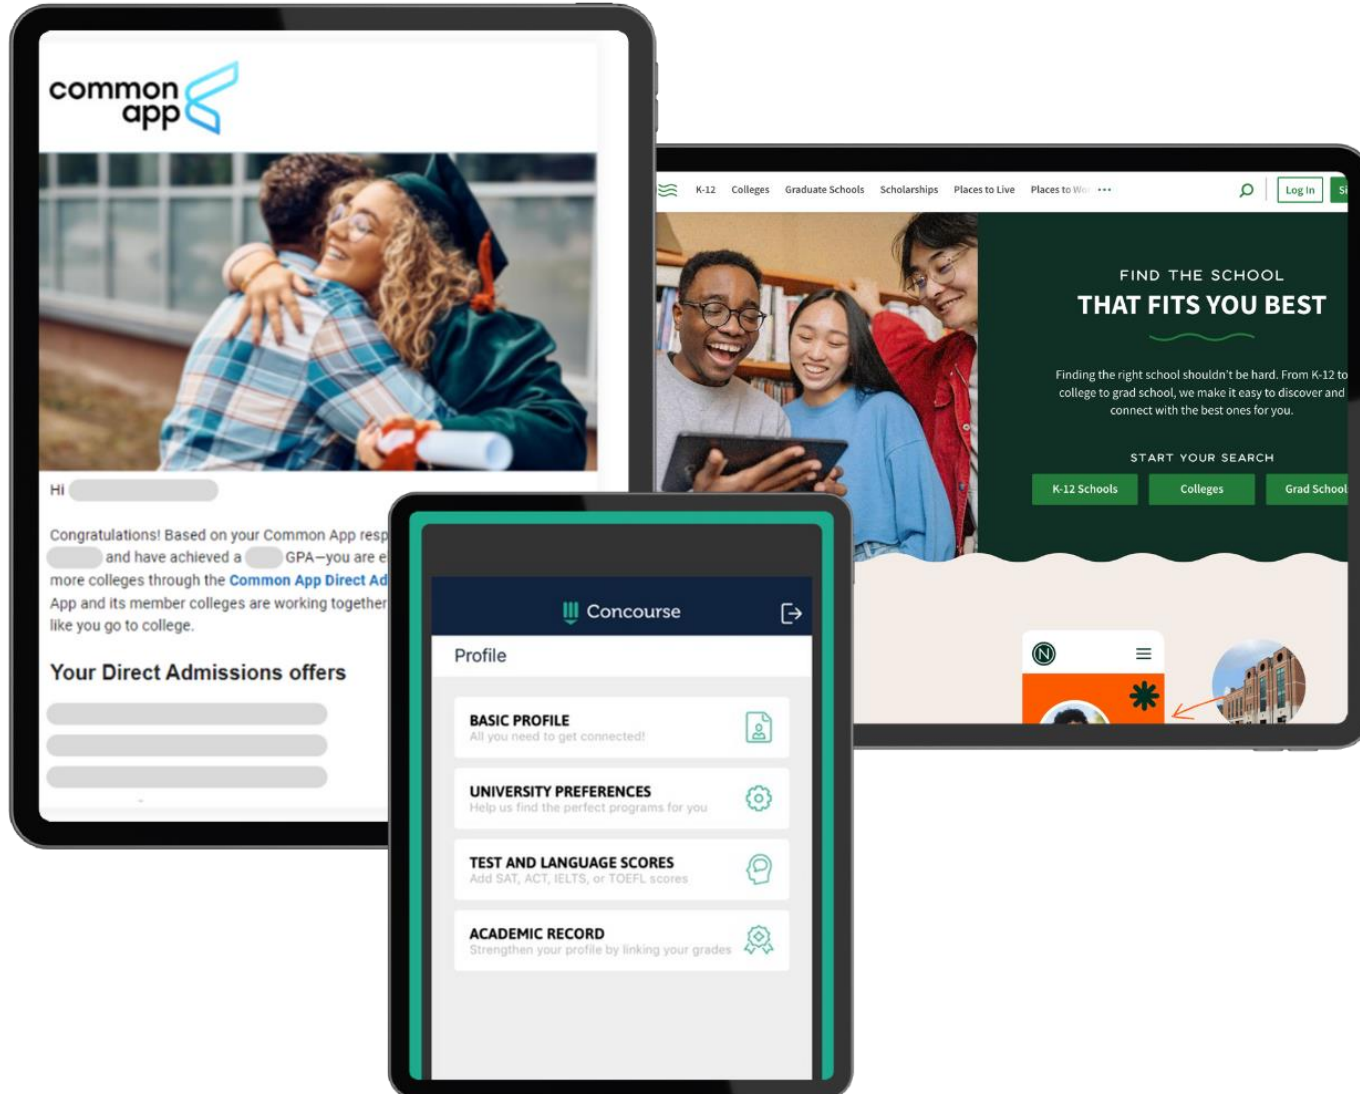 common
app
Hi
Congratulations! Based on your Common App resp
and have achieved a GPA—you are e
more colleges through the Common App Direct Ad
App and its member colleges are working together
like you go to college.
Your Direct Admissions offers
K-12 Colleges Graduate Schools Scholarships Places to Live Places to Wor ••• Log In Si
FIND THE SCHOOL
THAT FITS YOU BEST
Finding the right school shouldn't be hard. From K-12 to
college to grad school, we make it easy to discover and
connect with the best ones for you.
START YOUR SEARCH
K-12 Schools Colleges Grad School
N
Concourse
Profile
BASIC PROFILE
All you need to get connected!
UNIVERSITY PREFERENCES
Help us find the perfect programs for you
TEST AND LANGUAGE SCORES
Add SAT, ACT, IELTS, or TOEFL scores
ACADEMIC RECORD
Strengthen your profile by linking your grades